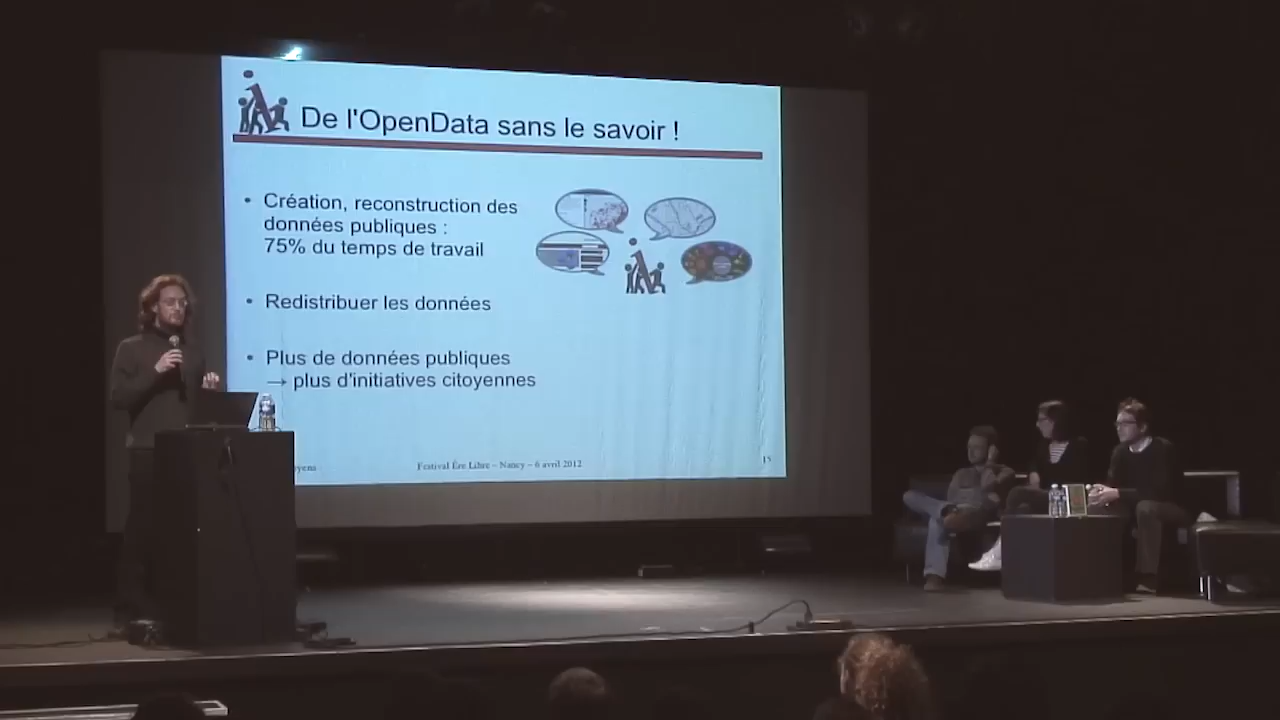 De l'OpenData sans le savoir !
• Création, reconstruction des
données publiques :
75% du temps de travail
• Redistribuer les données
• Plus de données publiques
→ plus d'initiatives citoyennes
Festival Ère Libre – Nancy – 6 avril 2012
15